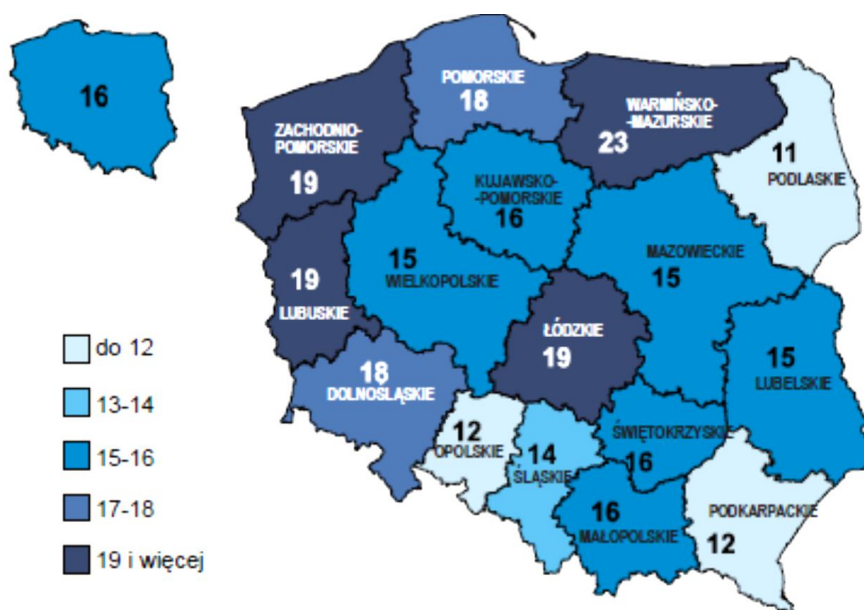 16
POMORSKIE
18
WARMIŃSKO-
-MAZURSKIE
23
ZACHODNIO-
POMORSKIE
19
11
PODLASKIE
KUJAWSKO-
-POMORSKIE
16
MAZOWIECKIE
15
15
WIELKOPOLSKIE
19
LUBUSKIE
ŁÓDZKIE
19
15
LUBELSKIE
18
DOLNOŚLĄSKIE
12
OPOLSKIE
14
ŚLĄSKIE
ŚWIĘTOKRZYSKIE
16
16
MAŁOPOLSKIE
PODKARPACKIE
12
do 12
13-14
15-16
17-18
19 i więcej